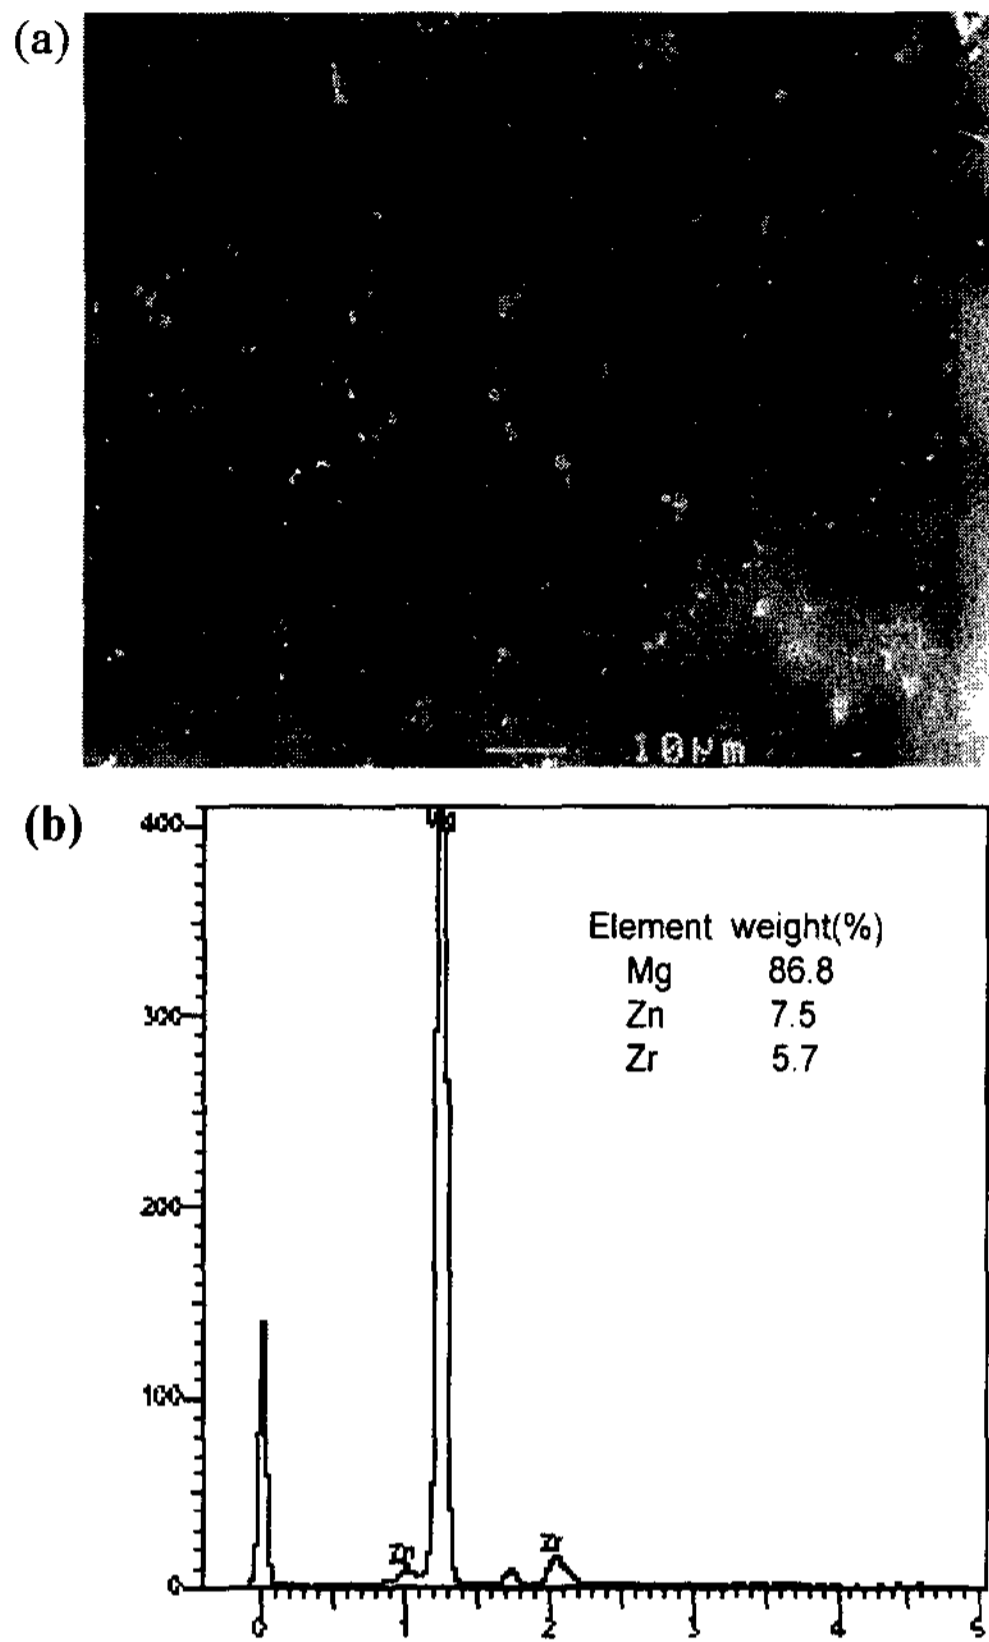 (a)
10μm
(b)
Mg
400
Element weight(%)
Mg 86.8
Zn 7.5
Zr 5.7
300
200
100
Zn
Zr
0
0 1 2 3 4 5